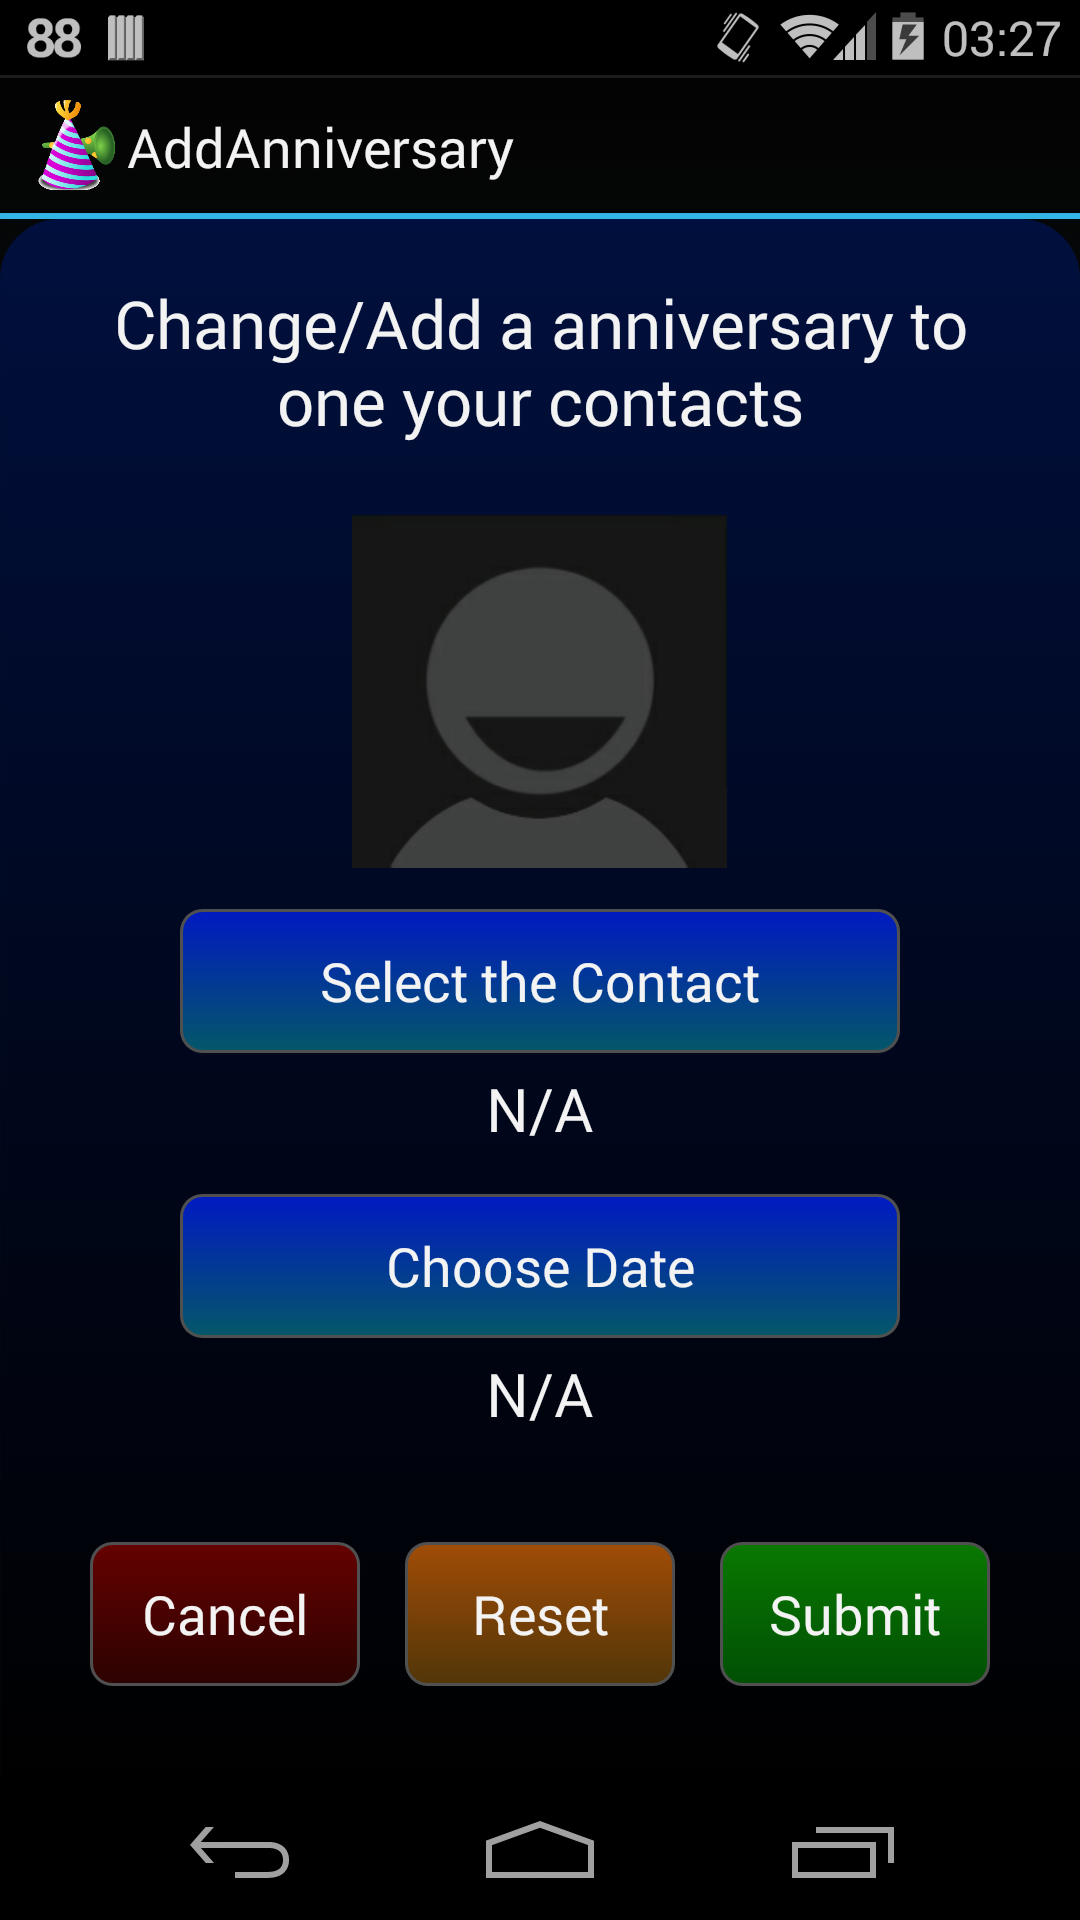 88 03:27
AddAnniversary
Change/Add a anniversary to
one your contacts
Select the Contact
N/A
Choose Date
N/A
Cancel Reset Submit